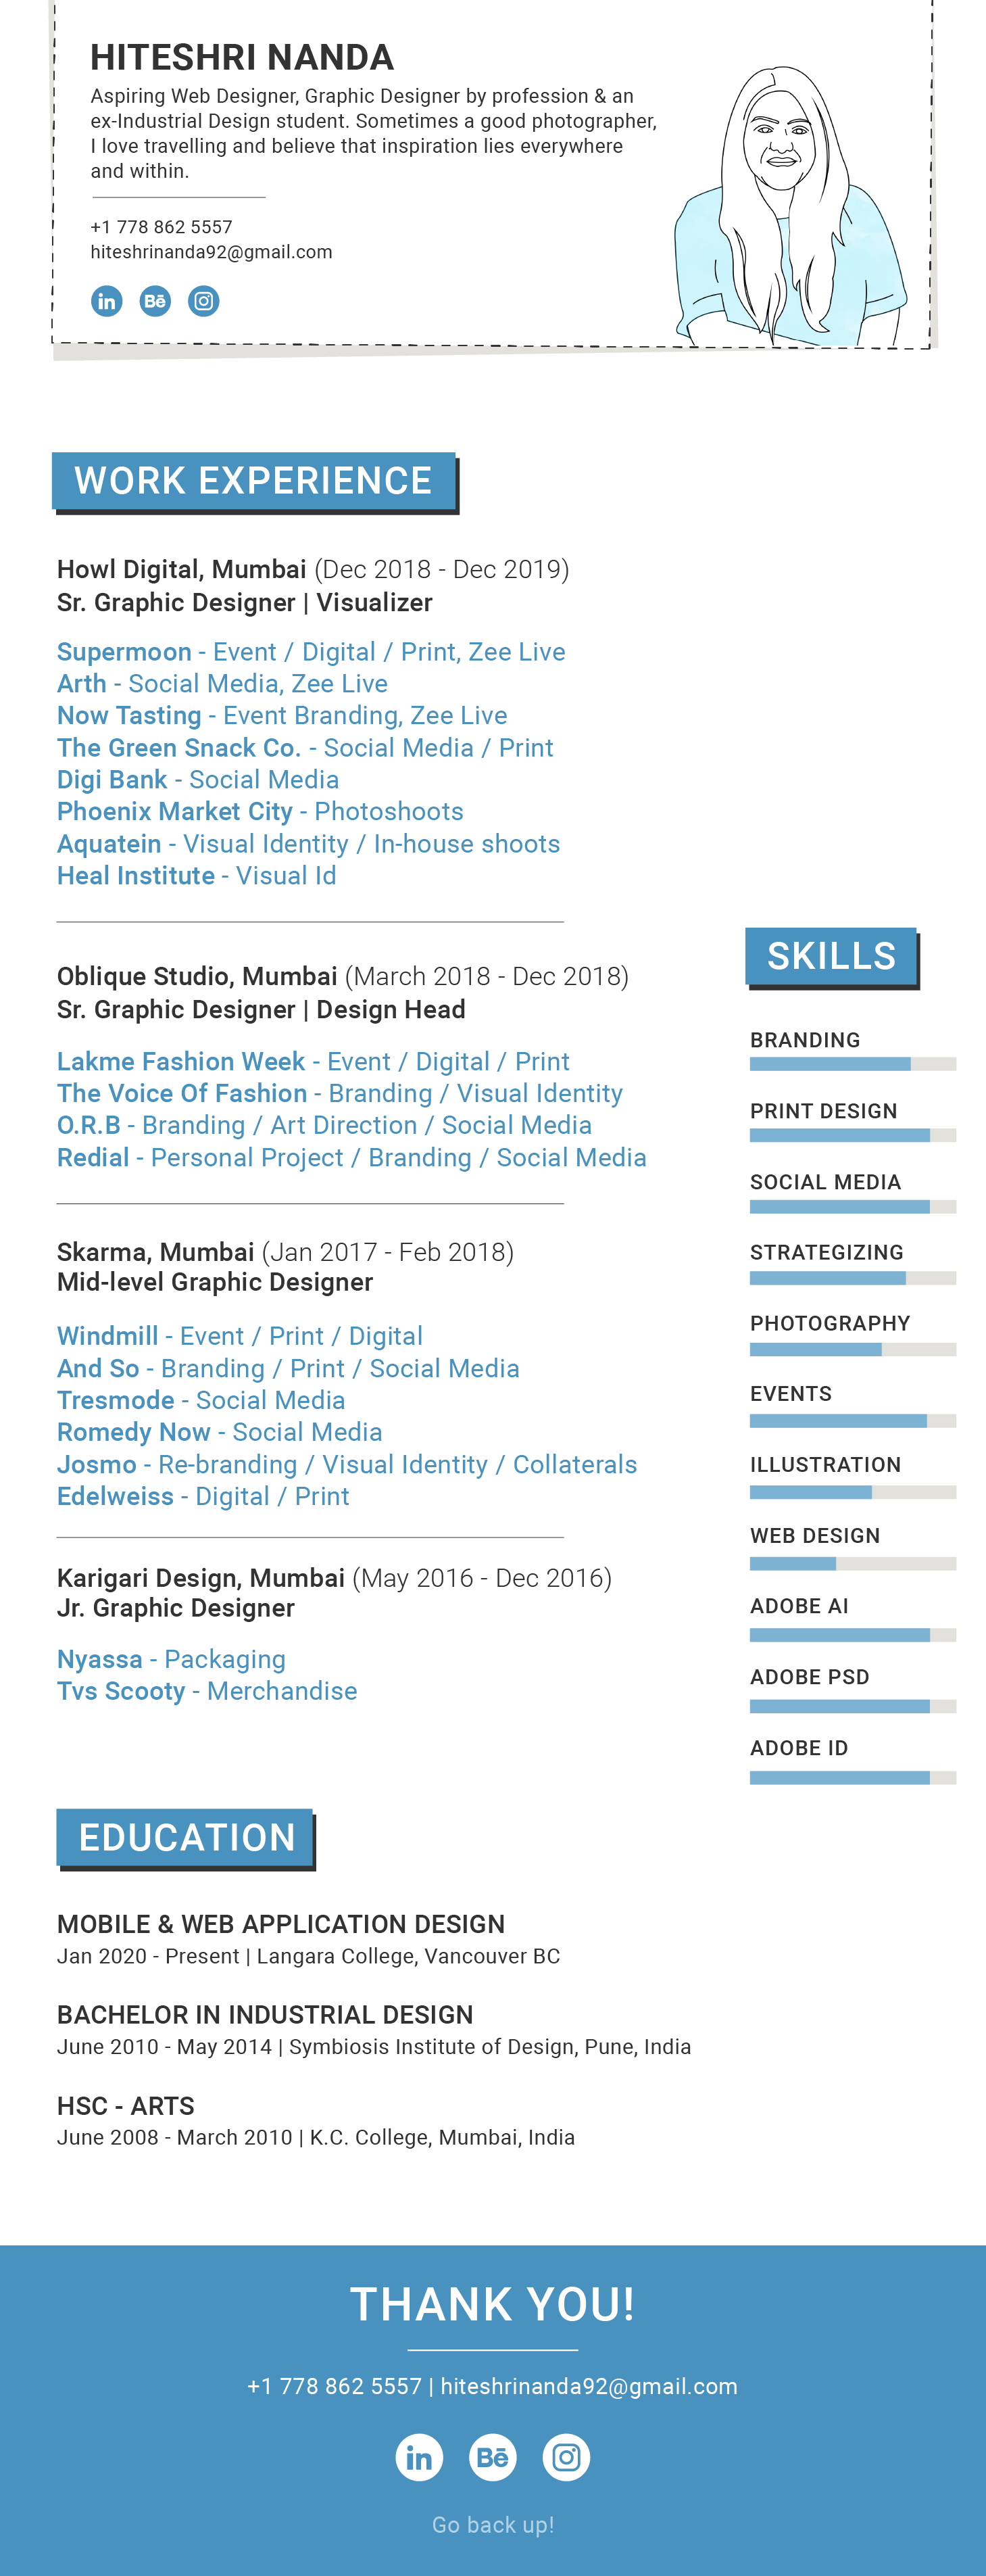 HITESHRI NANDA
Aspiring Web Designer, Graphic Designer by profession & an
ex-Industrial Design student. Sometimes a good photographer,
I love travelling and believe that inspiration lies everywhere
and within.
+1 778 862 5557
hiteshrinanda92@gmail.com
in Bē
WORK EXPERIENCE
Howl Digital, Mumbai (Dec 2018 - Dec 2019)
Sr. Graphic Designer | Visualizer
Supermoon - Event / Digital / Print, Zee Live
Arth - Social Media, Zee Live
Now Tasting - Event Branding, Zee Live
The Green Snack Co. - Social Media / Print
Digi Bank - Social Media
Phoenix Market City - Photoshoots
Aquatein - Visual Identity / In-house shoots
Heal Institute - Visual Id
Oblique Studio, Mumbai (March 2018 - Dec 2018)
Sr. Graphic Designer | Design Head
Lakme Fashion Week - Event / Digital / Print
The Voice Of Fashion - Branding / Visual Identity
O.R.B - Branding / Art Direction / Social Media
Redial - Personal Project / Branding / Social Media
Skarma, Mumbai (Jan 2017 - Feb 2018)
Mid-level Graphic Designer
Windmill - Event / Print / Digital
And So - Branding / Print / Social Media
Tresmode - Social Media
Romedy Now - Social Media
Josmo - Re-branding / Visual Identity / Collaterals
Edelweiss - Digital / Print
Karigari Design, Mumbai (May 2016 - Dec 2016)
Jr. Graphic Designer
Nyassa - Packaging
Tvs Scooty - Merchandise
SKILLS
BRANDING
PRINT DESIGN
SOCIAL MEDIA
STRATEGIZING
PHOTOGRAPHY
EVENTS
ILLUSTRATION
WEB DESIGN
ADOBE AI
ADOBE PSD
ADOBE ID
EDUCATION
MOBILE & WEB APPLICATION DESIGN
Jan 2020 - Present | Langara College, Vancouver BC
BACHELOR IN INDUSTRIAL DESIGN
June 2010 - May 2014 | Symbiosis Institute of Design, Pune, India
HSC - ARTS
June 2008 - March 2010 | K.C. College, Mumbai, India
THANK YOU!
+1 778 862 5557 | hiteshrinanda92@gmail.com
in Bē
Go back up!